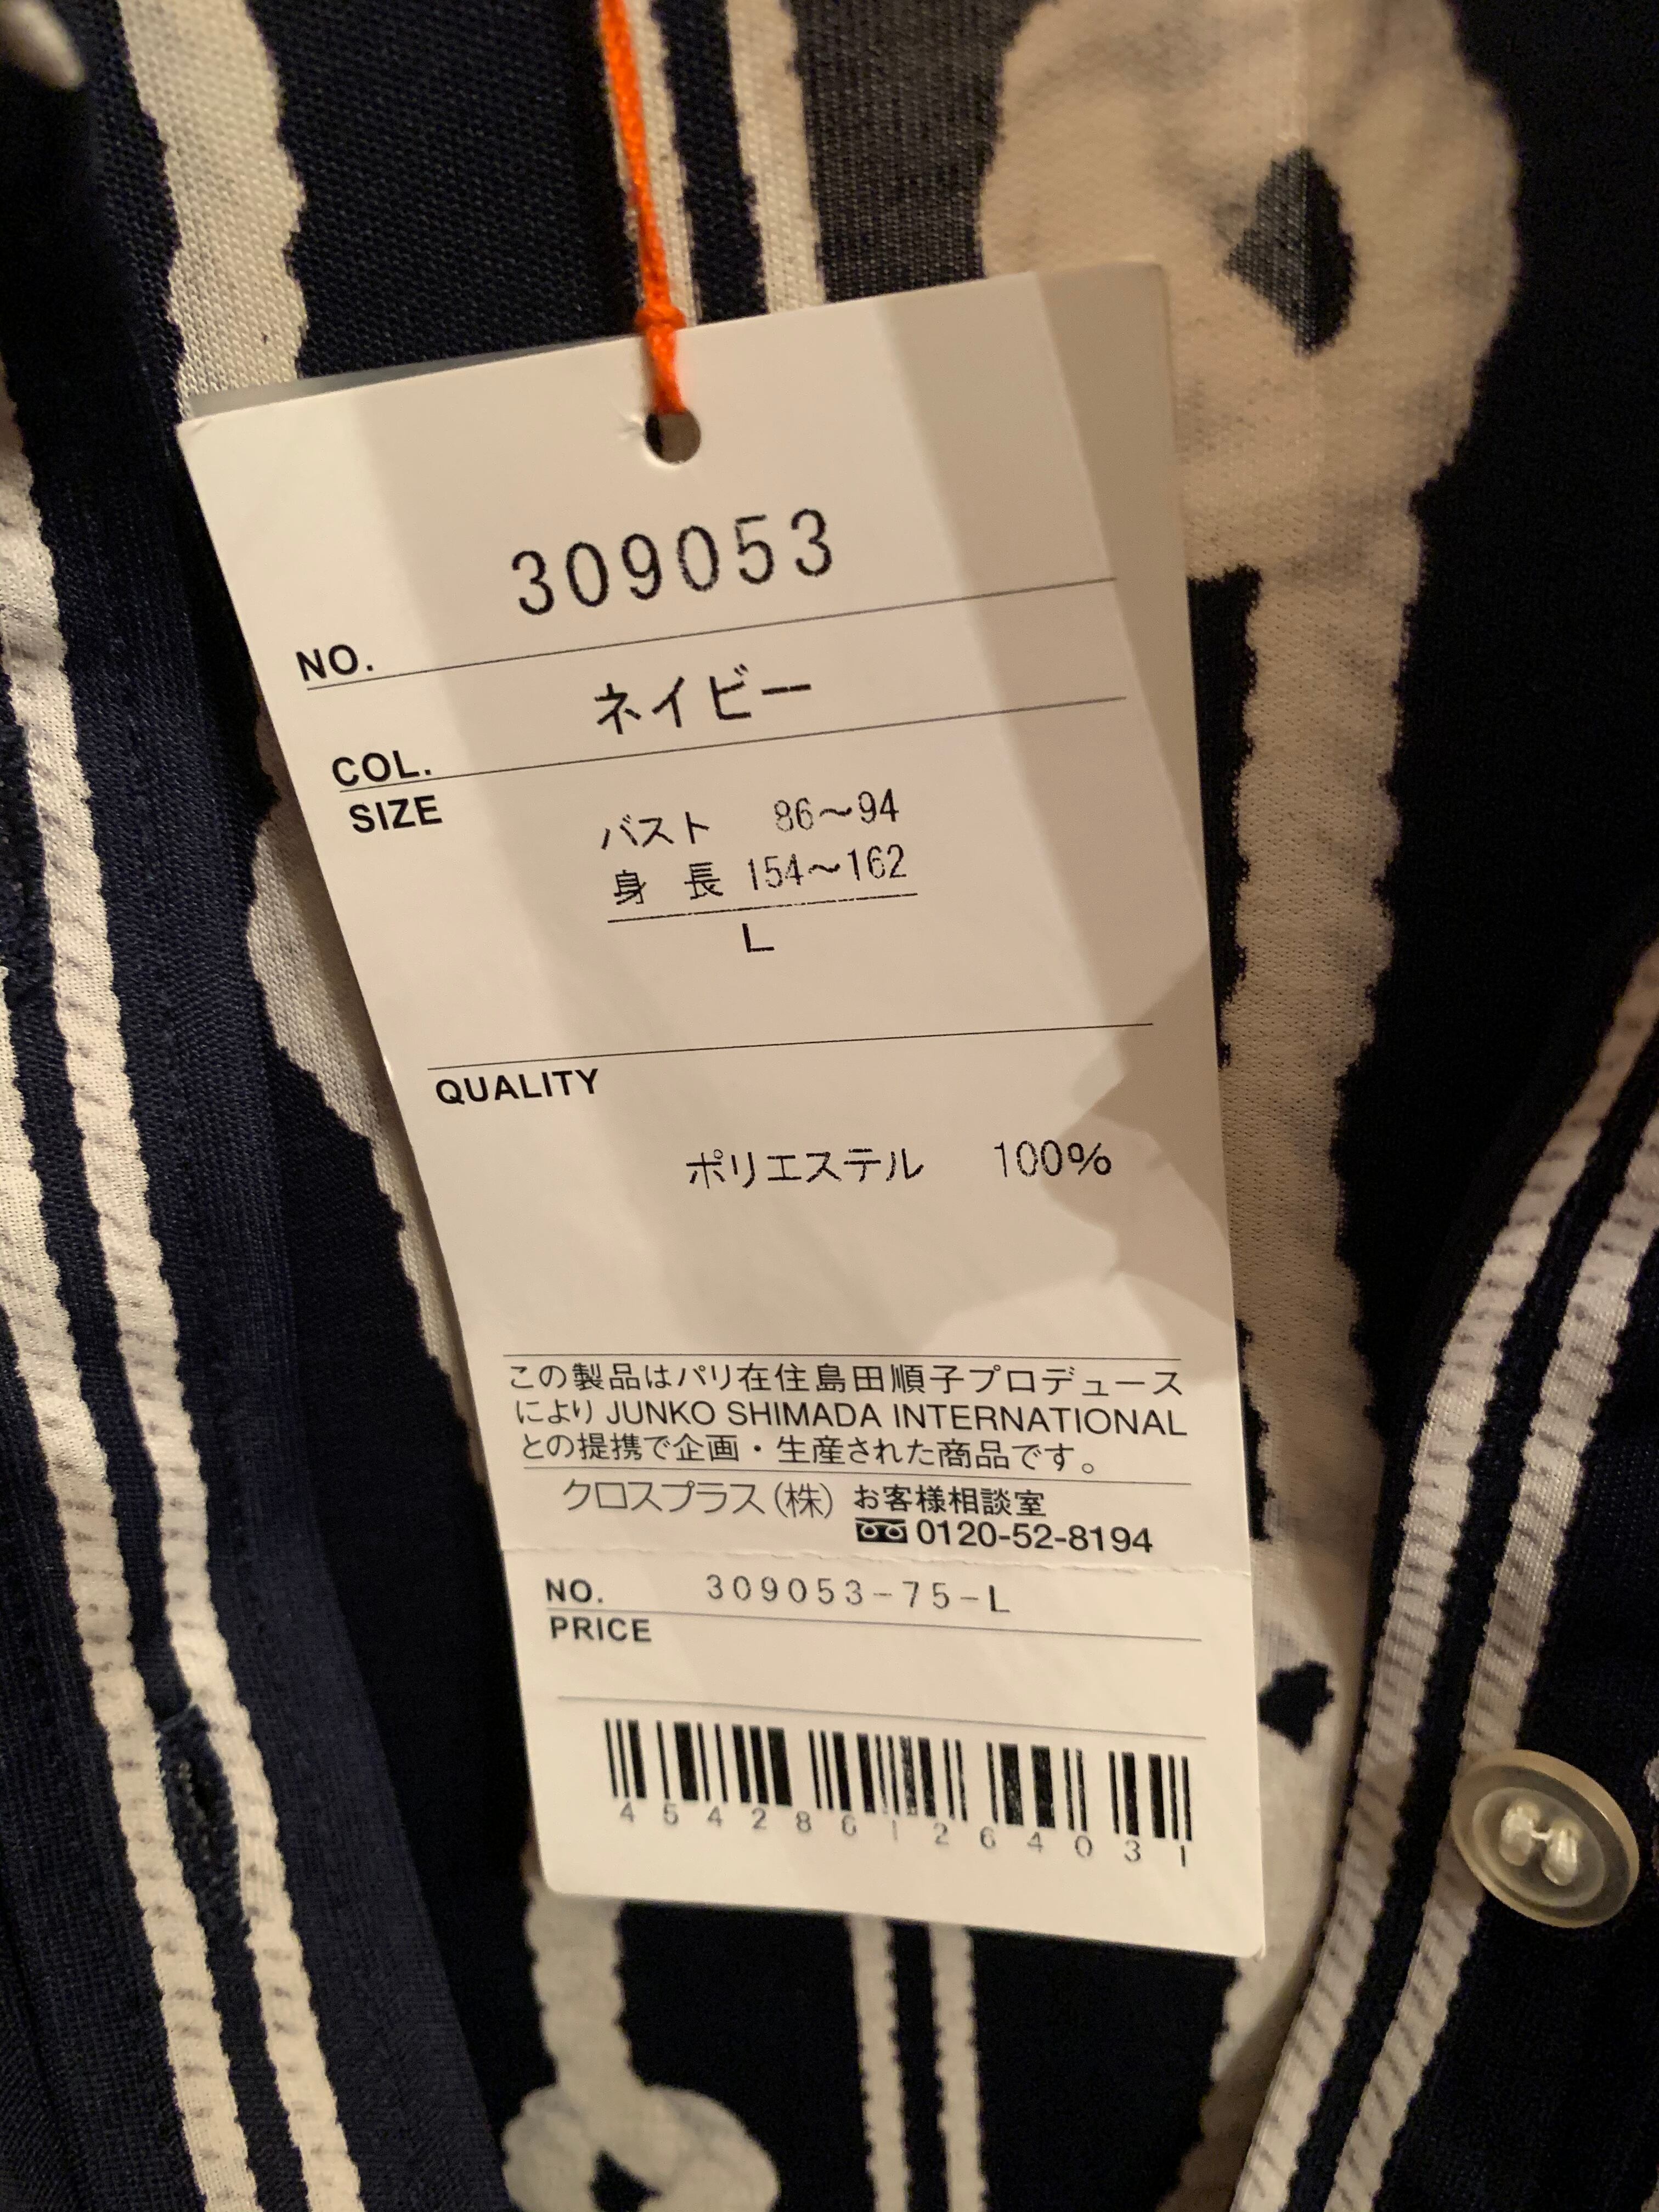 309053
NO.
ネイビー
COL.
SIZE
バスト 86～94
身 長 154～162
L
QUALITY
ポリエステル 100%
この製品はパリ在住島田順子プロデュース
により JUNKO SHIMADA INTERNATIONAL
との提携で企画・生産された商品です。
クロスプラス(株) お客様相談室
0120-52-8194
NO. 309053-75-L
PRICE
4542861264031